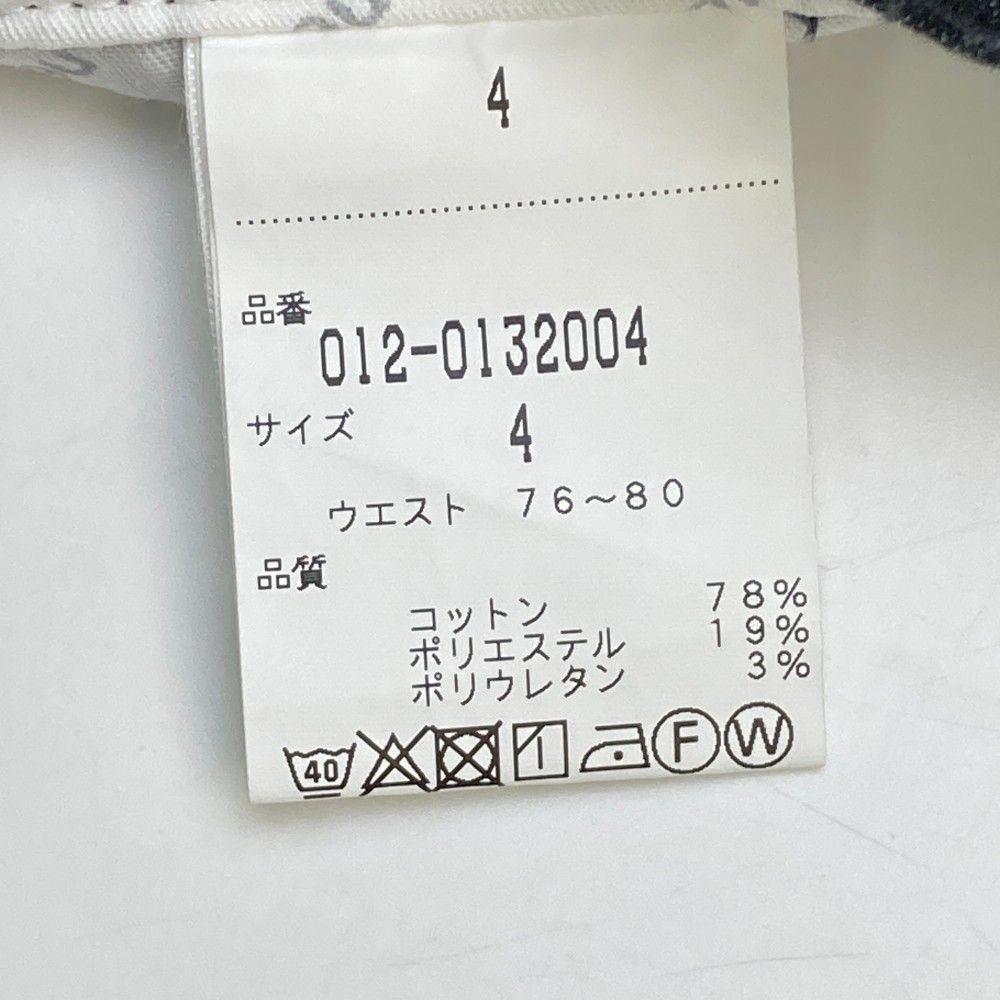 4
品番
012-0132004
サイズ 4
ウエスト 76～80
品質
コットン 78%
ポリエステル 19%
ポリウレタン 3%
40 F W